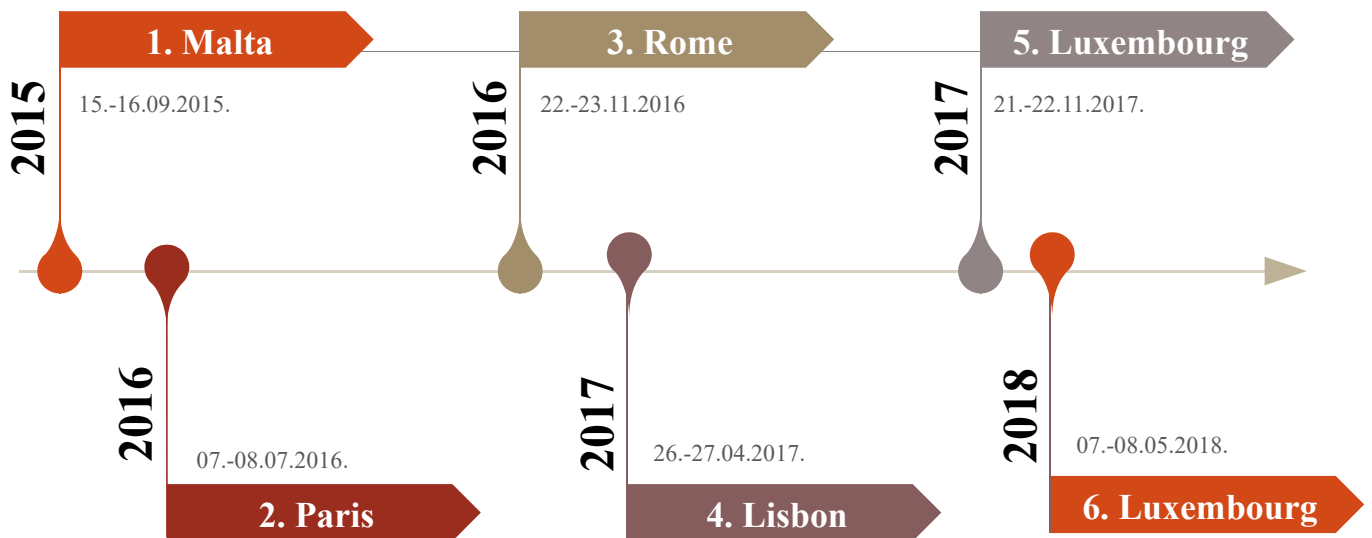 1. Malta
2015
15.-16.09.2015.
2016
07.-08.07.2016.
2. Paris
3. Rome
2016
22.-23.11.2016
2017
26.-27.04.2017.
4. Lisbon
5. Luxembourg
2017
21.-22.11.2017.
2018
07.-08.05.2018.
6. Luxembourg